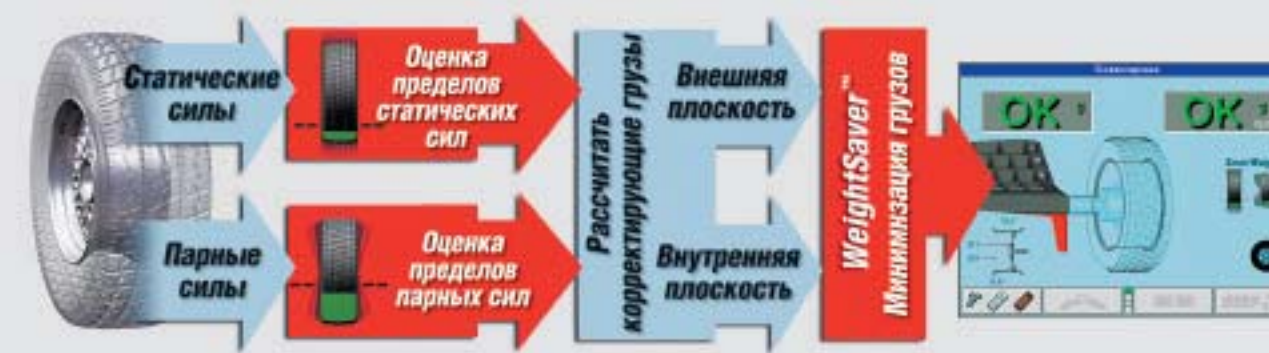 Статические
силы
Оценка
пределов
статических
сил
Парные
силы
Оценка
пределов
парных сил
Рассчитать
корректирующие грузы
Внешняя
плоскость
Внутренняя
плоскость
WeightSaver™
Минимизация грузов
OK
OK